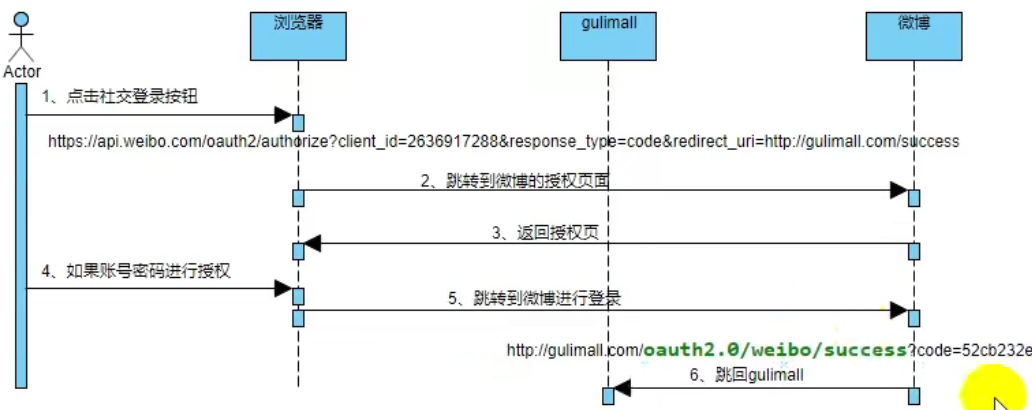 浏览器
gulimall
微博
Actor
1、点击社交登录按钮
https://api.weibo.com/oauth2/authorize?client_id=2636917288&response_type=code&redirect_uri=http://gulimall.com/success
2、跳转到微博的授权页面
3、返回授权页
4、如果账号密码进行授权
5、跳转到微博进行登录
http://gulimall.com/oauth2.0/weibo/success?code=52cb232e
6、跳回gulimall